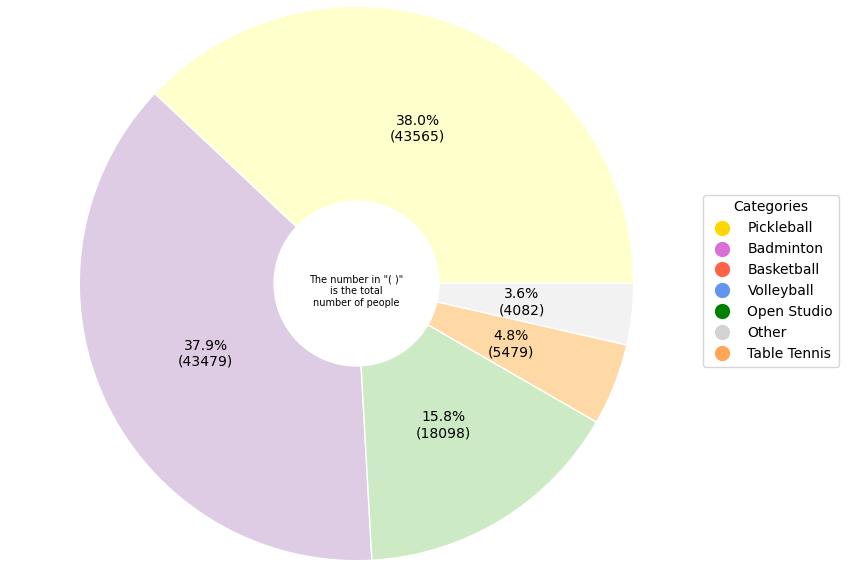 38.0%
(43565)
37.9%
(43479)
15.8%
(18098)
4.8%
(5479)
3.6%
(4082)
The number in "( )"
is the total
number of people
Categories
Pickleball
Badminton
Basketball
Volleyball
Open Studio
Other
Table Tennis